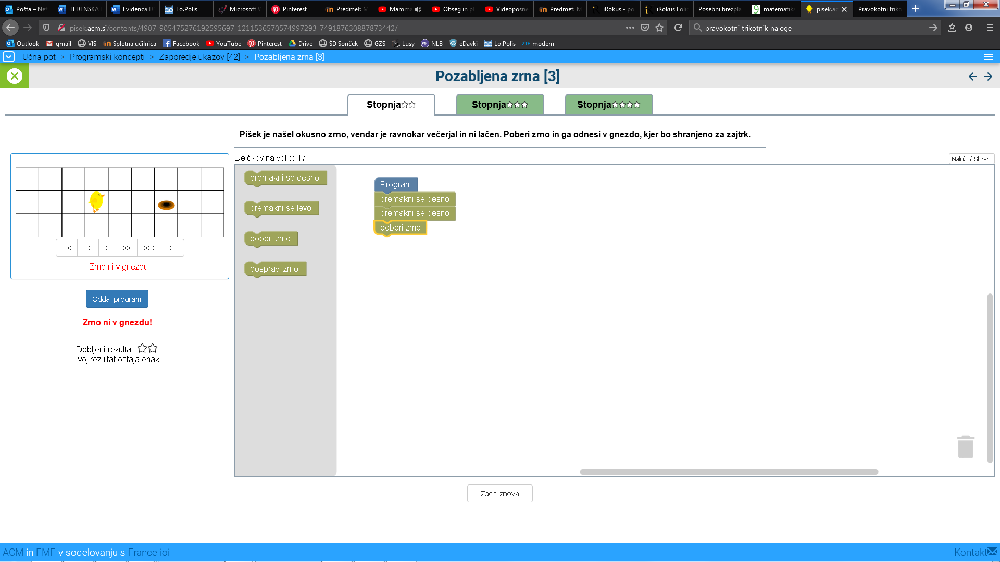 Pošta – Než
TEDENSKA
Evidenca D
Lo.Polis
Microsoft W
Pinterest
Predmet: M
Mamma
Obseg in pl
Videoposne
Predmet: M
iRokus - po
iRokus Foli
Posebni brezpla
matematika
pisek.ac
Pravokotni triko
pisek.acm.si/contents/4907-905475276192595697-1211536570574997293-749187630887873442/
pravokotni trikotnik naloge
Outlook
gmail
VIS
Spletna učilnica
Facebook
YouTube
Pinterest
Drive
ŠD Sonček
GZS
Lusy
NLB
eDavki
Lo.Polis
ZTE modem
Učna pot > Programski koncepti > Zaporedje ukazov [42] > Pozabljena zrna [3]
Pozabljena zrna [3]
Stopnja
Stopnja
Stopnja
Pišek je našel okusno zrno, vendar je ravnokar večerjal in ni lačen. Poberi zrno in ga odnesi v gnezdo, kjer bo shranjeno za zajtrk.
Delčkov na voljo: 17
Naloži / Shrani
premakni se desno
premakni se levo
poberi zrno
pospravi zrno
Program
premakni se desno
premakni se desno
poberi zrno
|< |> > >> >>> >|
Zrno ni v gnezdu!
Oddaj program
Zrno ni v gnezdu!
Dobljeni rezultat:
Tvoj rezultat ostaja enak.
Začni znova
ACM in FMF v sodelovanju s France-ioi
Kontakt